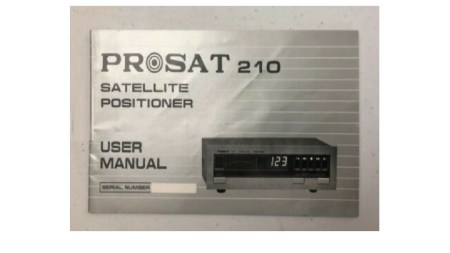 PROSAT 210
SATELLITE
POSITIONER
USER
MANUAL
123
SERIAL NUMBER